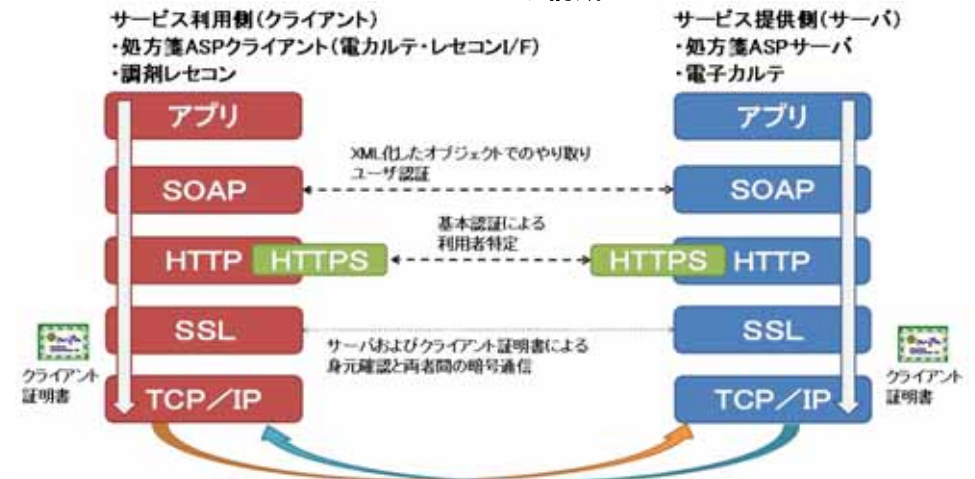 サービス利用側(クライアント)
・処方箋ASPクライアント(電カルテ・レセコンI/F)
・調剤レセコン
サービス提供側(サーバ)
・処方箋ASPサーバ
・電子カルテ
アプリ
アプリ
XML化したオブジェクトでのやり取り
ユーザ認証
SOAP
SOAP
基本認証による
利用者特定
HTTP
HTTPS
HTTPS
HTTP
SSL
SSL
サーバおよびクライアント証明書による
身元確認と両者間の暗号通信
クライアント
証明書
クライアント
証明書
TCP/IP
TCP/IP